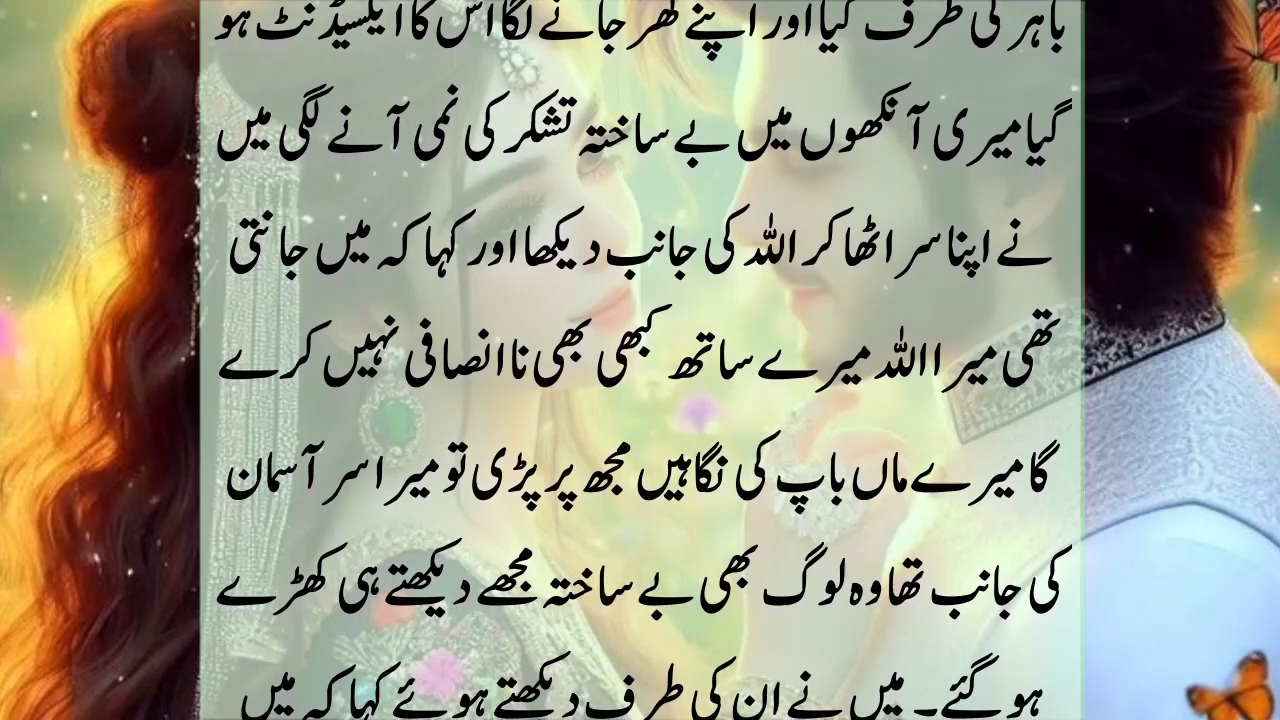 باہر کی طرف گیا اور اپنے گھر جانے لگا اس کا ایکسیڈنٹ ہو
گیا میری آنکھوں میں بے ساختہ تشکر کی نمی آنے لگی میں
نے اپنا سر اٹھا کر اللہ کی جانب دیکھا اور کہا کہ میں جانتی
تھی میرا اللہ میرے ساتھ کبھی بھی ناانصافی نہیں کرے
گا میرے ماں باپ کی نگاہیں مجھ پر پڑی تو میرا سر آسمان
کی جانب تھا وہ لوگ بھی بے ساختہ مجھے دیکھتے ہی کھڑے
ہو گئے۔ میں نے ان کی طرف دیکھتے ہوئے کہا کہ میں